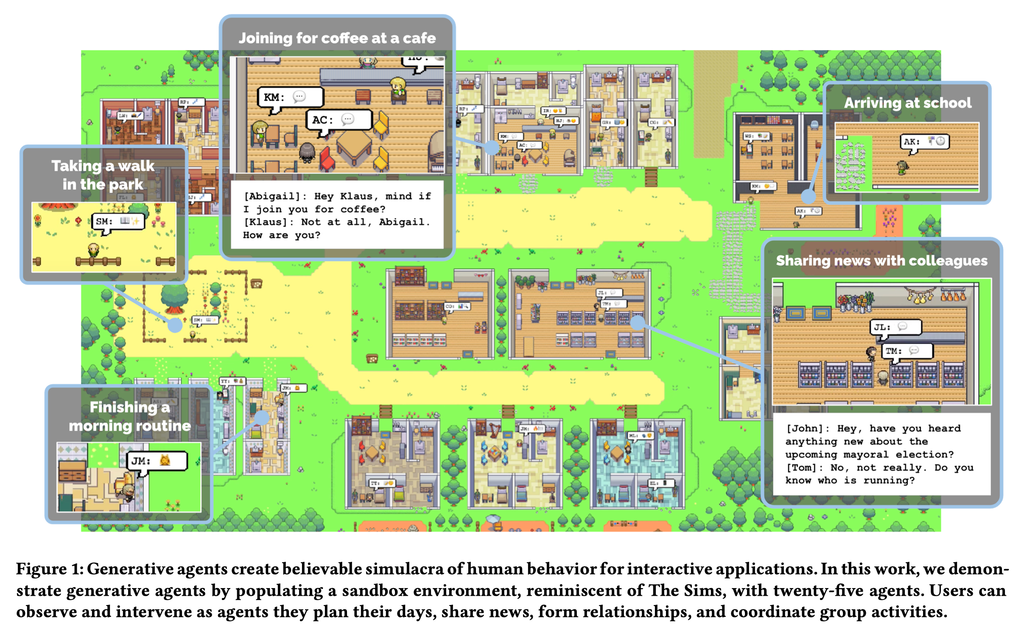 Joining for coffee at a cafe
KM:
AC:
[Abigail]: Hey Klaus, mind if
I join you for coffee?
[Klaus]: Not at all, Abigail.
How are you?
Taking a walk
in the park
SM:
Arriving at school
AK:
Sharing news with colleagues
JL:
TM:
[John]: Hey, have you heard
anything new about the
upcoming mayoral election?
[Tom]: No, not really. Do you
know who is running?
Finishing a
morning routine
JM:
Figure 1: Generative agents create believable simulacra of human behavior for interactive applications. In this work, we demon-
strate generative agents by populating a sandbox environment, reminiscent of The Sims, with twenty-five agents. Users can
observe and intervene as agents they plan their days, share news, form relationships, and coordinate group activities.